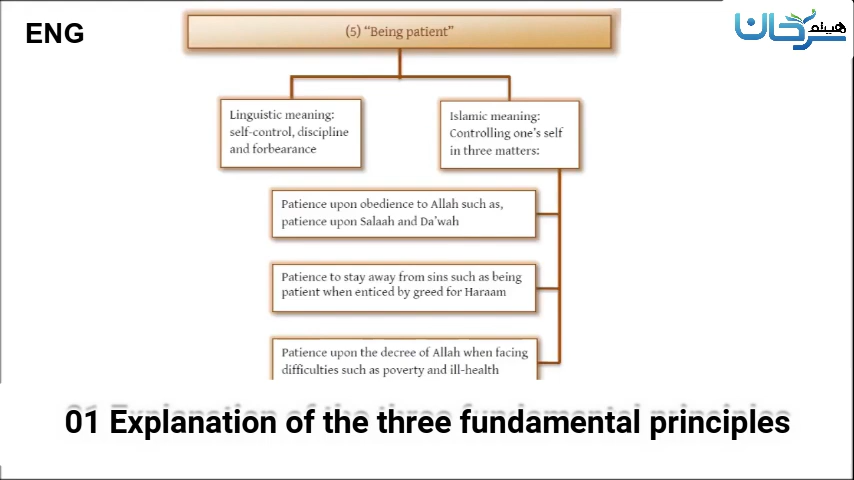 ENG
هيثم
سرحان
(5) “Being patient”
Linguistic meaning:
self-control, discipline
and forbearance
Islamic meaning:
Controlling one’s self
in three matters:
Patience upon obedience to Allah such as,
patience upon Salaah and Da’wah
Patience to stay away from sins such as being
patient when enticed by greed for Haraam
Patience upon the decree of Allah when facing
difficulties such as poverty and ill-health
01 Explanation of the three fundamental principles